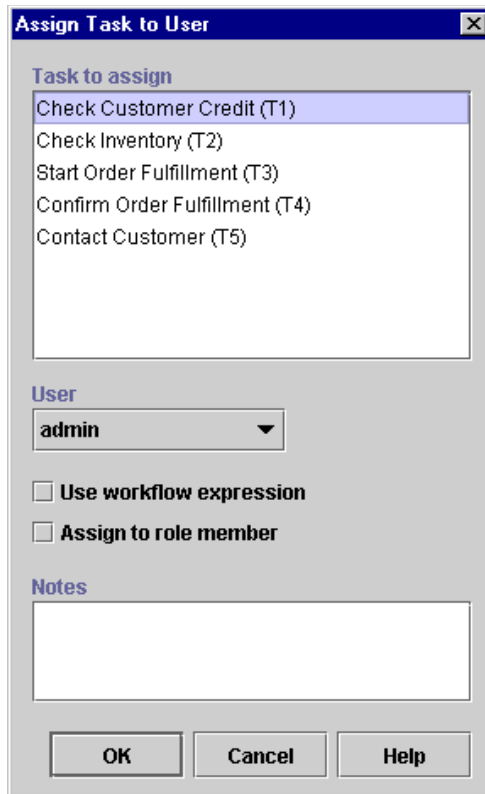 Assign Task to User
Task to assign
Check Customer Credit (T1)
Check Inventory (T2)
Start Order Fulfillment (T3)
Confirm Order Fulfillment (T4)
Contact Customer (T5)
User
admin
Use workflow expression
Assign to role member
Notes
OK Cancel Help